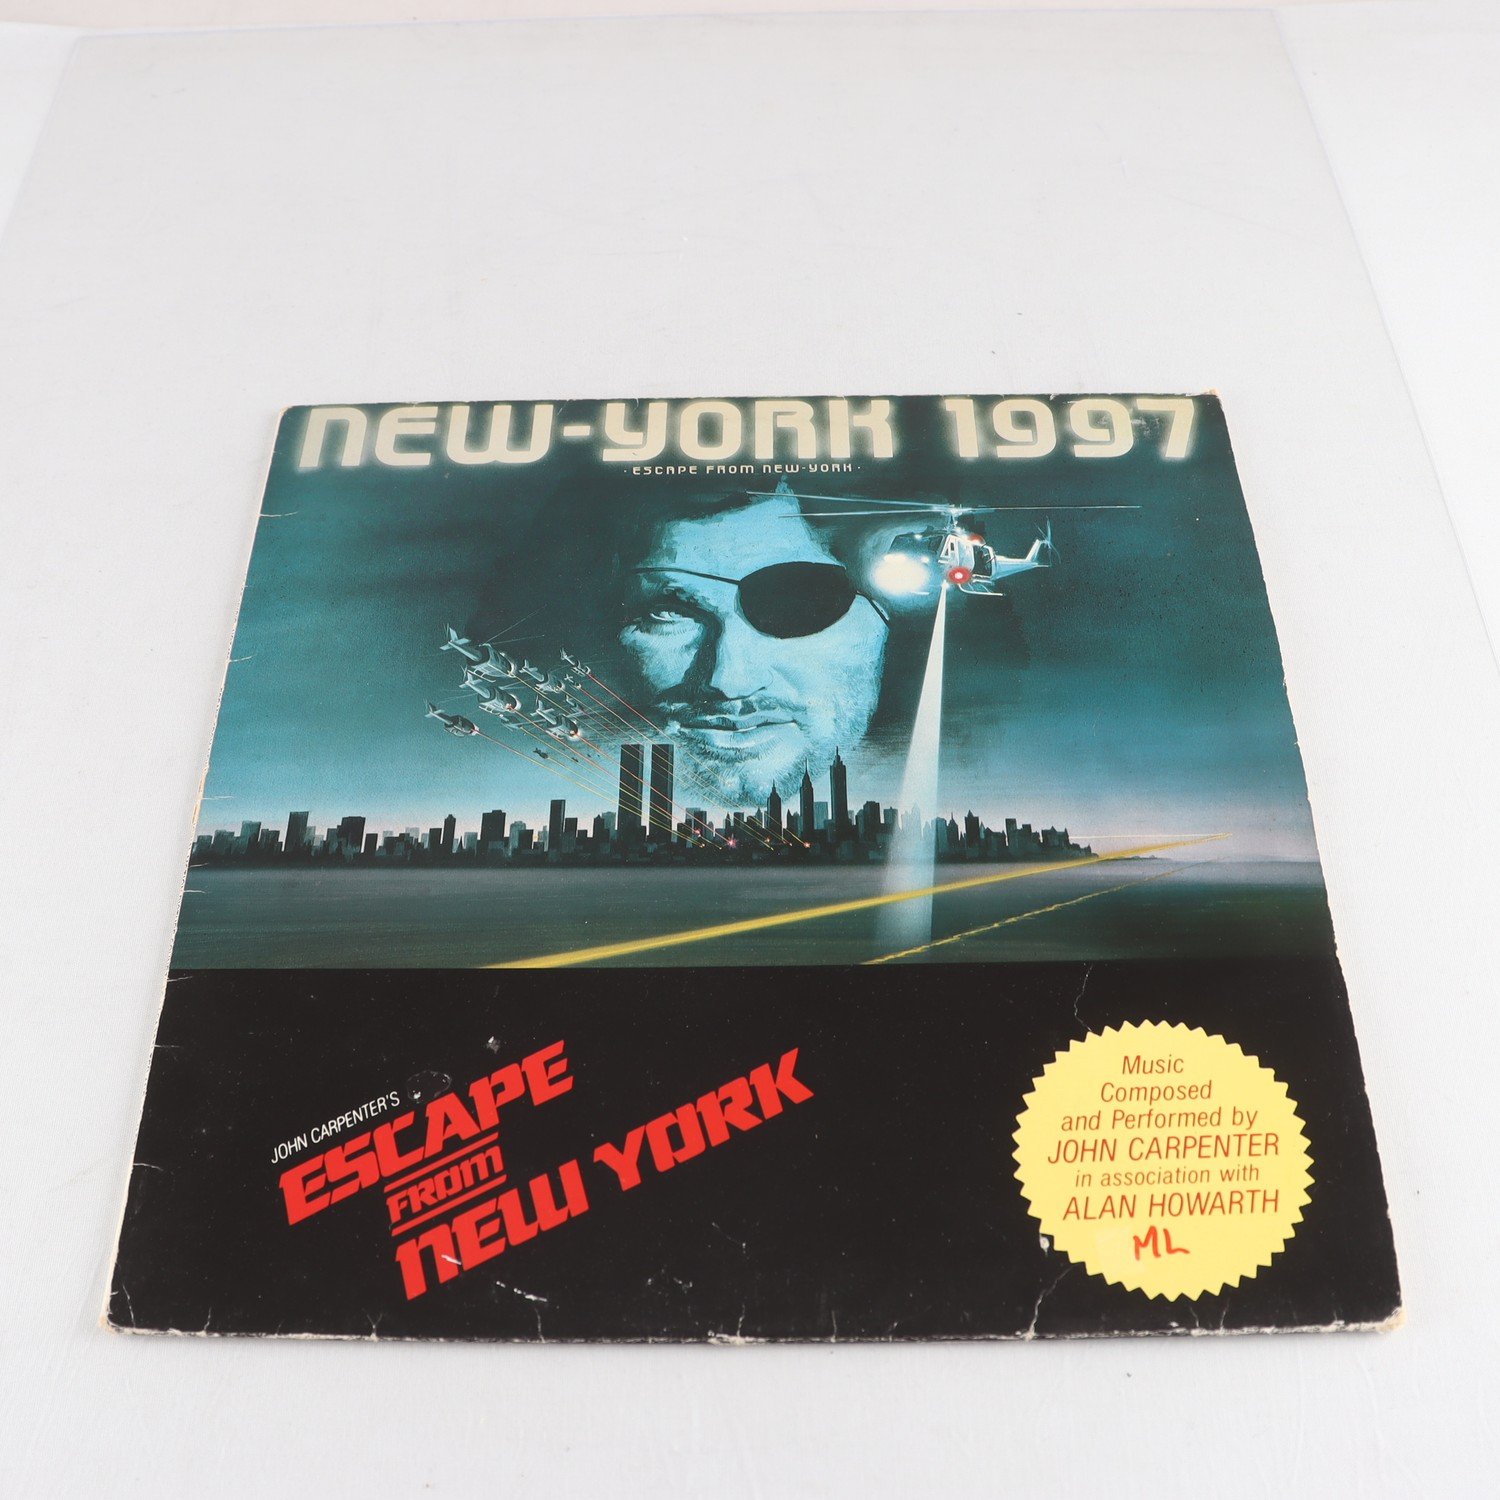 NEW-YORK 1997
· ESCAPE FROM NEW-YORK ·
JOHN CARPENTER'S
ESCAPE
FROM
NEW YORK
Music
Composed
and Performed by
JOHN CARPENTER
in association with
ALAN HOWARTH
ML